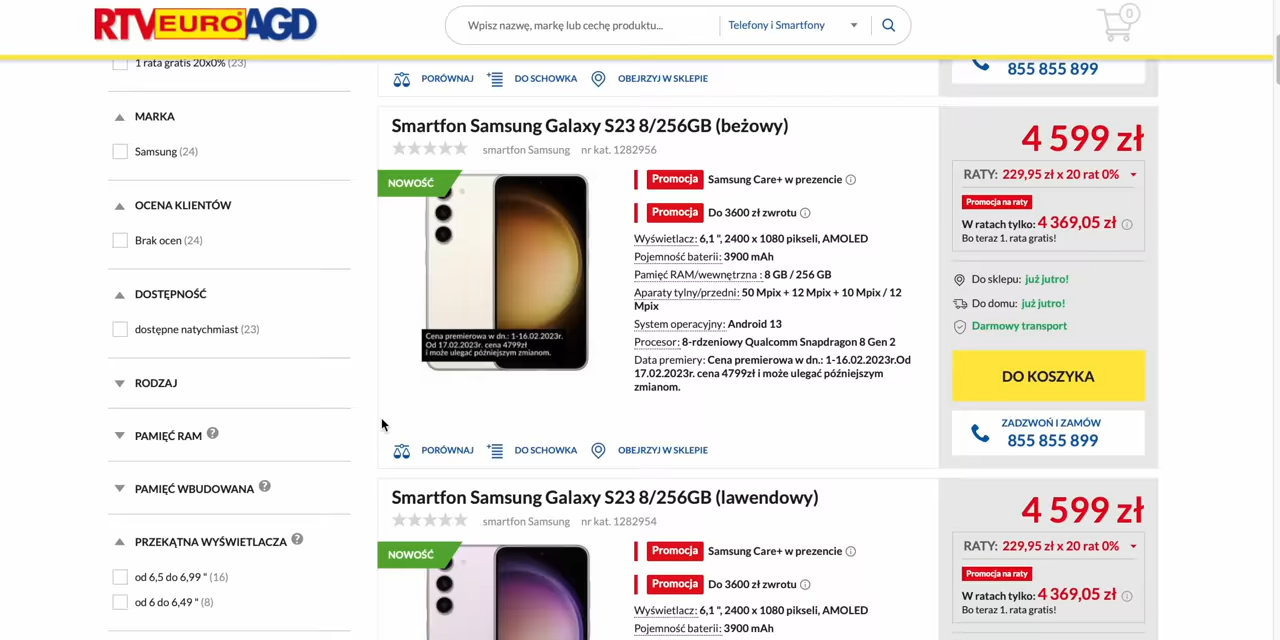 RTV EURO AGD
Wpisz nazwę, markę lub cechę produktu...
Telefony i Smartfony
0
1 rata gratis 20x0% (23)
MARKA
Samsung (24)
OCENA KLIENTÓW
Brak ocen (24)
DOSTĘPNOŚĆ
dostępne natychmiast (23)
RODZAJ
PAMIĘĆ RAM ?
PAMIĘĆ WBUDOWANA ?
PRZEKĄTNA WYŚWIETLACZA ?
od 6,5 do 6,99 " (16)
od 6 do 6,49 " (8)
PORÓWNAJ
DO SCHOWKA
OBEJRZYJ W SKLEPIE
855 855 899
Smartfon Samsung Galaxy S23 8/256GB (beżowy)
smartfon Samsung nr kat. 1282956
NOWOŚĆ
Cena premierowa w dn.: 1-16.02.2023r.
Od 17.02.2023r. cena 4799zł
i może ulegać późniejszym zmianom.
Promocja Samsung Care+ w prezencie
Promocja Do 3600 zł zwrotu
Wyświetlacz: 6,1 ", 2400 x 1080 pikseli, AMOLED
Pojemność baterii: 3900 mAh
Pamięć RAM/wewnętrzna : 8 GB / 256 GB
Aparaty tylny/przedni: 50 Mpix + 12 Mpix + 10 Mpix / 12
Mpix
System operacyjny: Android 13
Procesor: 8-rdzeniowy Qualcomm Snapdragon 8 Gen 2
Data premiery: Cena premierowa w dn.: 1-16.02.2023r.Od
17.02.2023r. cena 4799zł i może ulegać późniejszym
zmianom.
PORÓWNAJ
DO SCHOWKA
OBEJRZYJ W SKLEPIE
4 599 zł
RATY: 229,95 zł x 20 rat 0%
Promocja na raty
W ratach tylko: 4 369,05 zł
Bo teraz 1. rata gratis!
Do sklepu: już jutro!
Do domu: już jutro!
Darmowy transport
DO KOSZYKA
ZADZWOŃ I ZAMÓW
855 855 899
Smartfon Samsung Galaxy S23 8/256GB (lawendowy)
smartfon Samsung nr kat. 1282954
NOWOŚĆ
Promocja Samsung Care+ w prezencie
Promocja Do 3600 zł zwrotu
Wyświetlacz: 6,1 ", 2400 x 1080 pikseli, AMOLED
Pojemność baterii: 3900 mAh
4 599 zł
RATY: 229,95 zł x 20 rat 0%
Promocja na raty
W ratach tylko: 4 369,05 zł
Bo teraz 1. rata gratis!